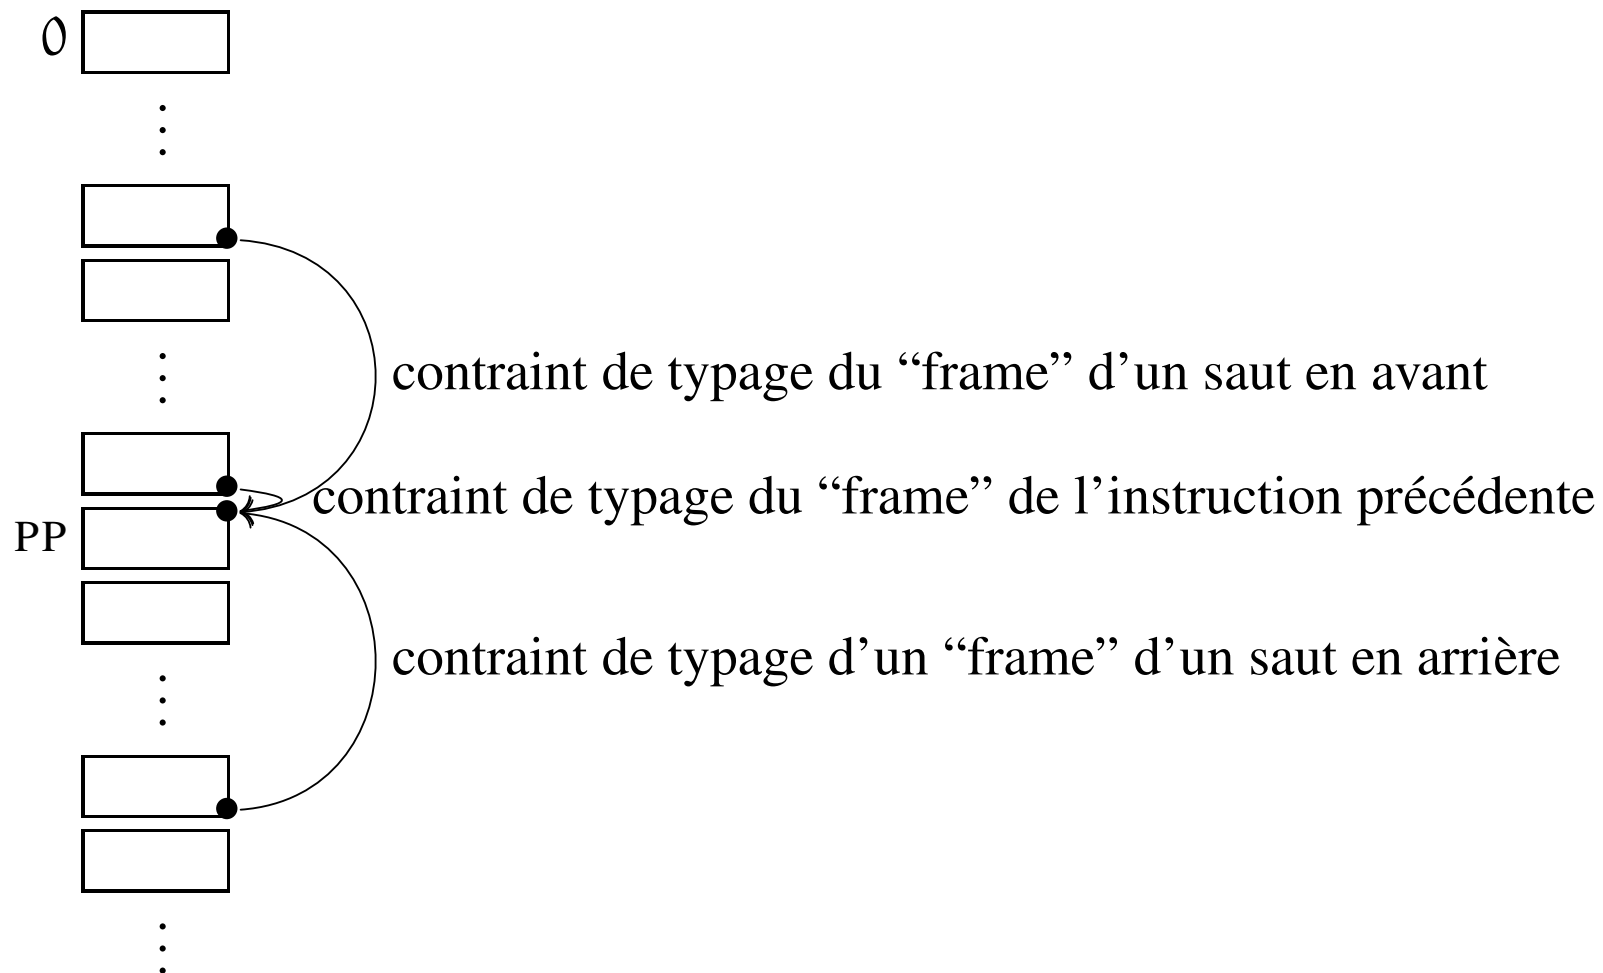 0
contraint de typage du “frame” d’un saut en avant
contraint de typage du “frame” de l’instruction précédente
PP
contraint de typage d’un “frame” d’un saut en arrière